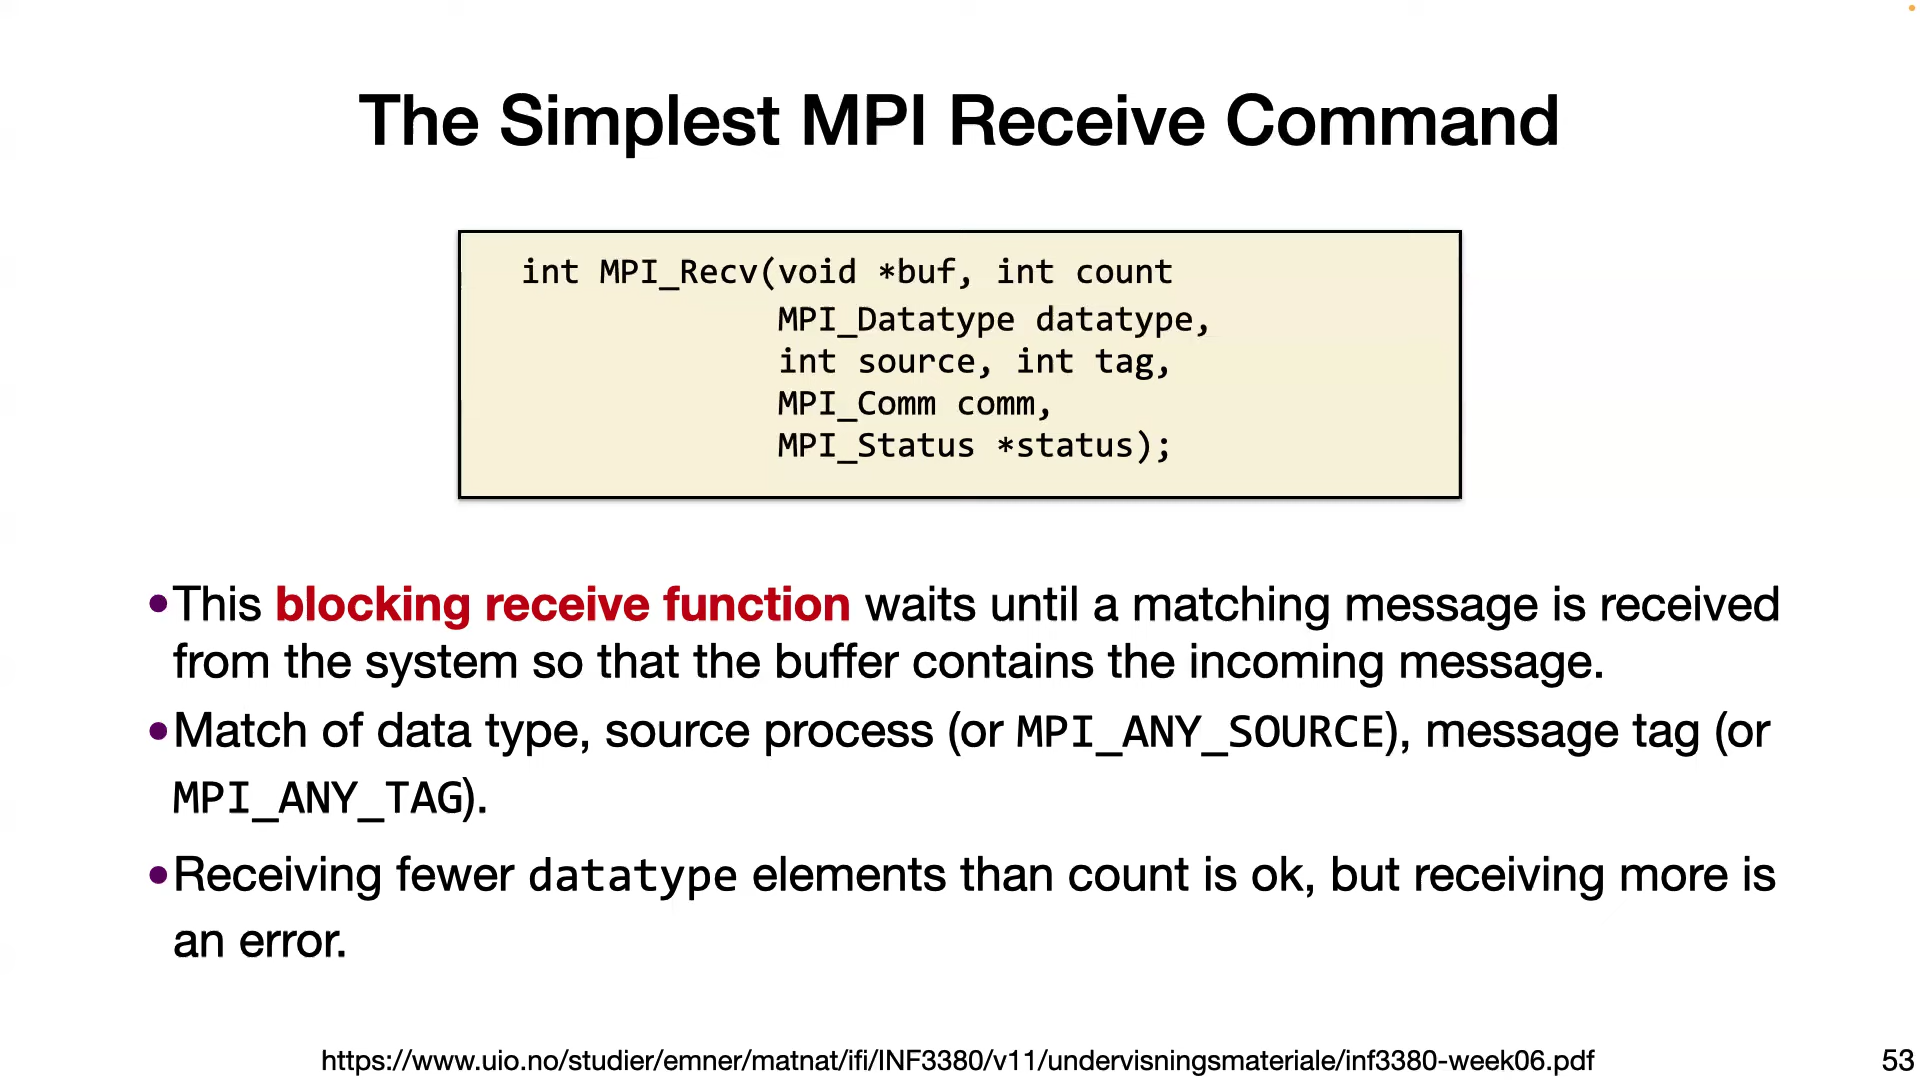 The Simplest MPI Receive Command
int MPI_Recv(void *buf, int count
MPI_Datatype datatype,
int source, int tag,
MPI_Comm comm,
MPI_Status *status);
•This blocking receive function waits until a matching message is received
from the system so that the buffer contains the incoming message.
•Match of data type, source process (or MPI_ANY_SOURCE), message tag (or
MPI_ANY_TAG).
•Receiving fewer datatype elements than count is ok, but receiving more is
an error.
https://www.uio.no/studier/emner/matnat/ifi/INF3380/v11/undervisningsmateriale/inf3380-week06.pdf
53